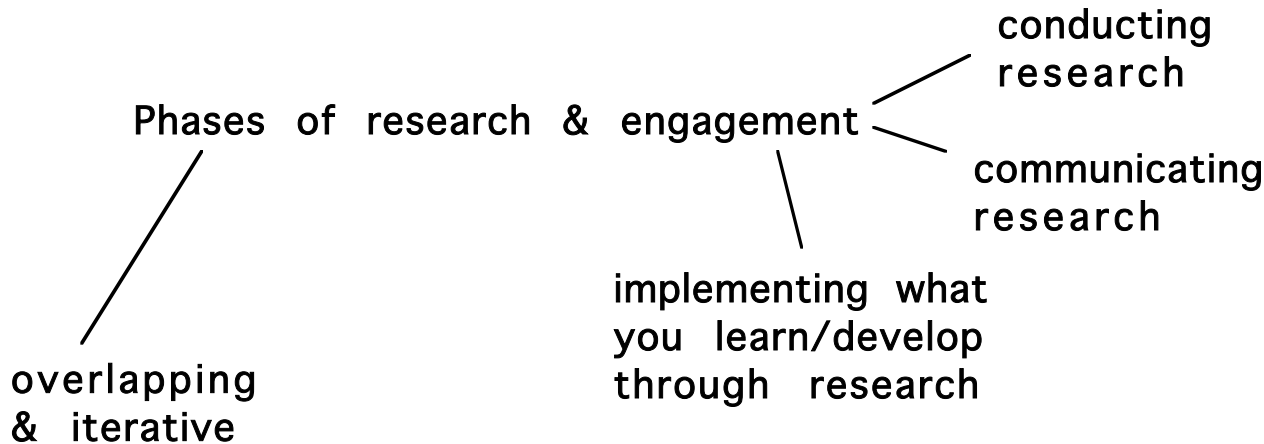 conducting
research
Phases of research & engagement
communicating
research
implementing what
you learn/develop
through research
overlapping
& iterative